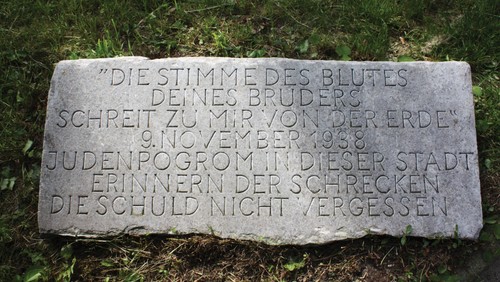 "DIE STIMME DES BLUTES
DEINES BRUDERS
SCHREIT ZU MIR VON DER ERDE"
9. NOVEMBER 1938
JUDENPOGROM IN DIESER STADT
ERINNERN DER SCHRECKEN
DIE SCHULD NICHT VERGESSEN